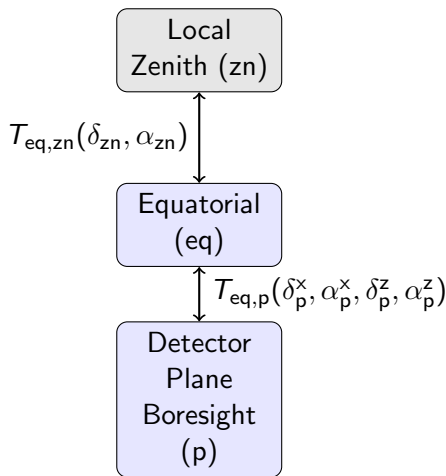 Local
Zenith (zn)
T_eq,zn(δ_zn, α_zn)
Equatorial
(eq)
T_eq,p(δ_p^x, α_p^x, δ_p^z, α_p^z)
Detector
Plane
Boresight
(p)